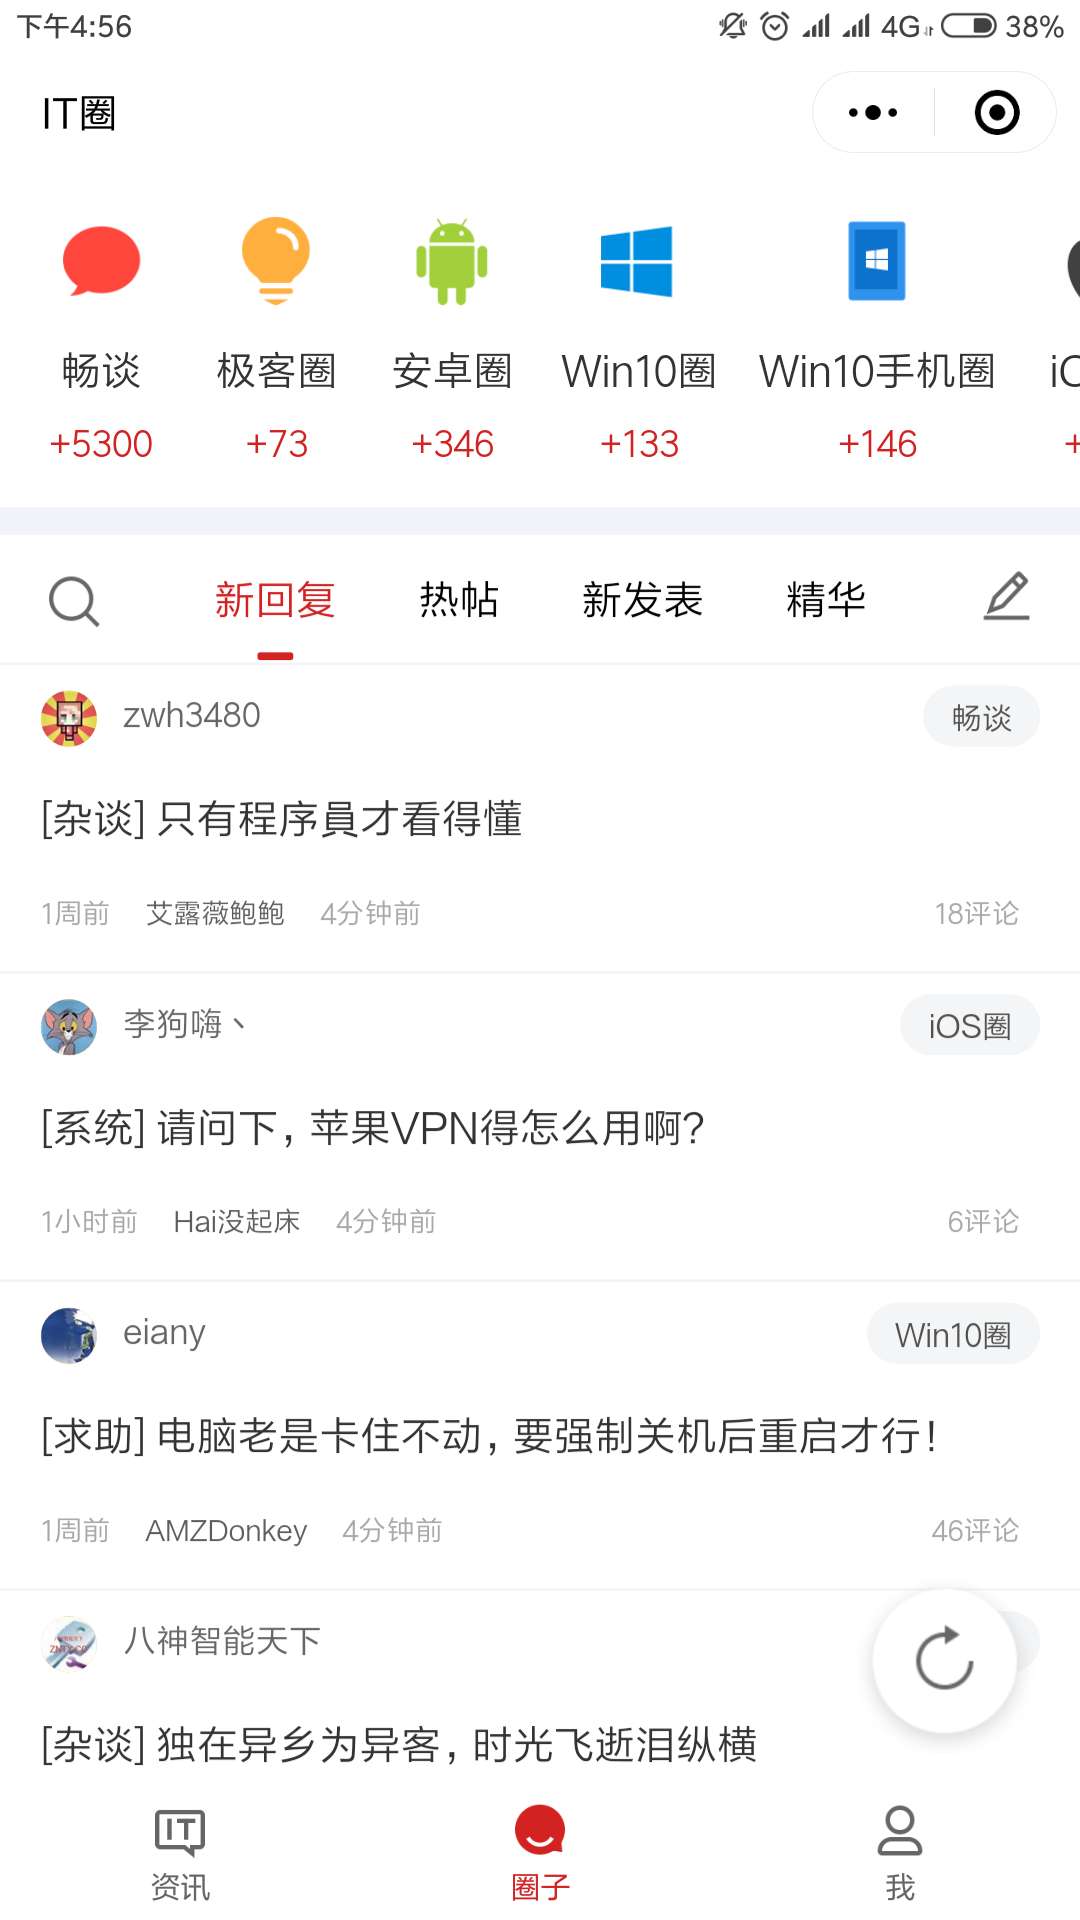 下午4:56 4G 38%
IT圈
畅谈 极客圈 安卓圈 Win10圈 Win10手机圈
+5300 +73 +346 +133 +146
新回复 热帖 新发表 精华
zwh3480 畅谈
[杂谈] 只有程序員才看得懂
1周前 艾露薇鲍鲍 4分钟前 18评论
李狗嗨丶 iOS圈
[系统] 请问下，苹果VPN得怎么用啊？
1小时前 Hai没起床 4分钟前 6评论
eiany Win10圈
[求助] 电脑老是卡住不动，要强制关机后重启才行！
1周前 AMZDonkey 4分钟前 46评论
八神智能天下
[杂谈] 独在异乡为异客，时光飞逝泪纵横
IT
资讯 圈子 我